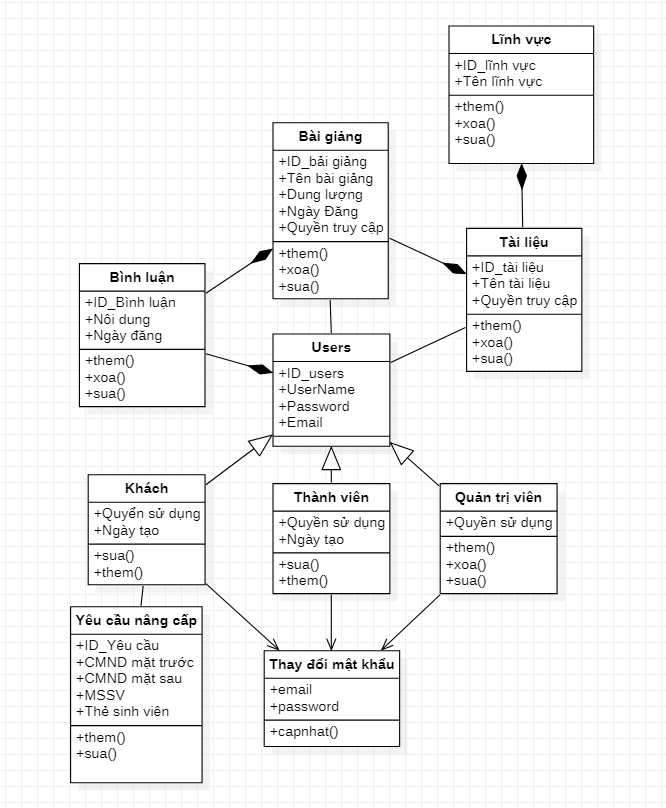 Lĩnh vực
+ID_lĩnh vực
+Tên lĩnh vực
+them()
+xoa()
+sua()
Bài giảng
+ID_bải giảng
+Tên bài giảng
+Dung lượng
+Ngày Đăng
+Quyền truy cập
+them()
+xoa()
+sua()
Tài liệu
+ID_tài liệu
+Tên tài liệu
+Quyền truy cập
+them()
+xoa()
+sua()
Bình luận
+ID_Bình luận
+Nôi dung
+Ngày đăng
+them()
+xoa()
+sua()
Users
+ID_users
+UserName
+Password
+Email
Khách
+Quyển sử dụng
+Ngày tạo
+sua()
+them()
Thành viên
+Quyền sử dụng
+Ngày tạo
+sua()
+them()
Quản trị viên
+Quyền sử dụng
+them()
+xoa()
+sua()
Yêu cầu nâng cấp
+ID_Yêu cầu
+CMND mặt trước
+CMND mặt sau
+MSSV
+Thẻ sinh viên
+them()
+sua()
Thay đổi mật khẩu
+email
+password
+capnhat()